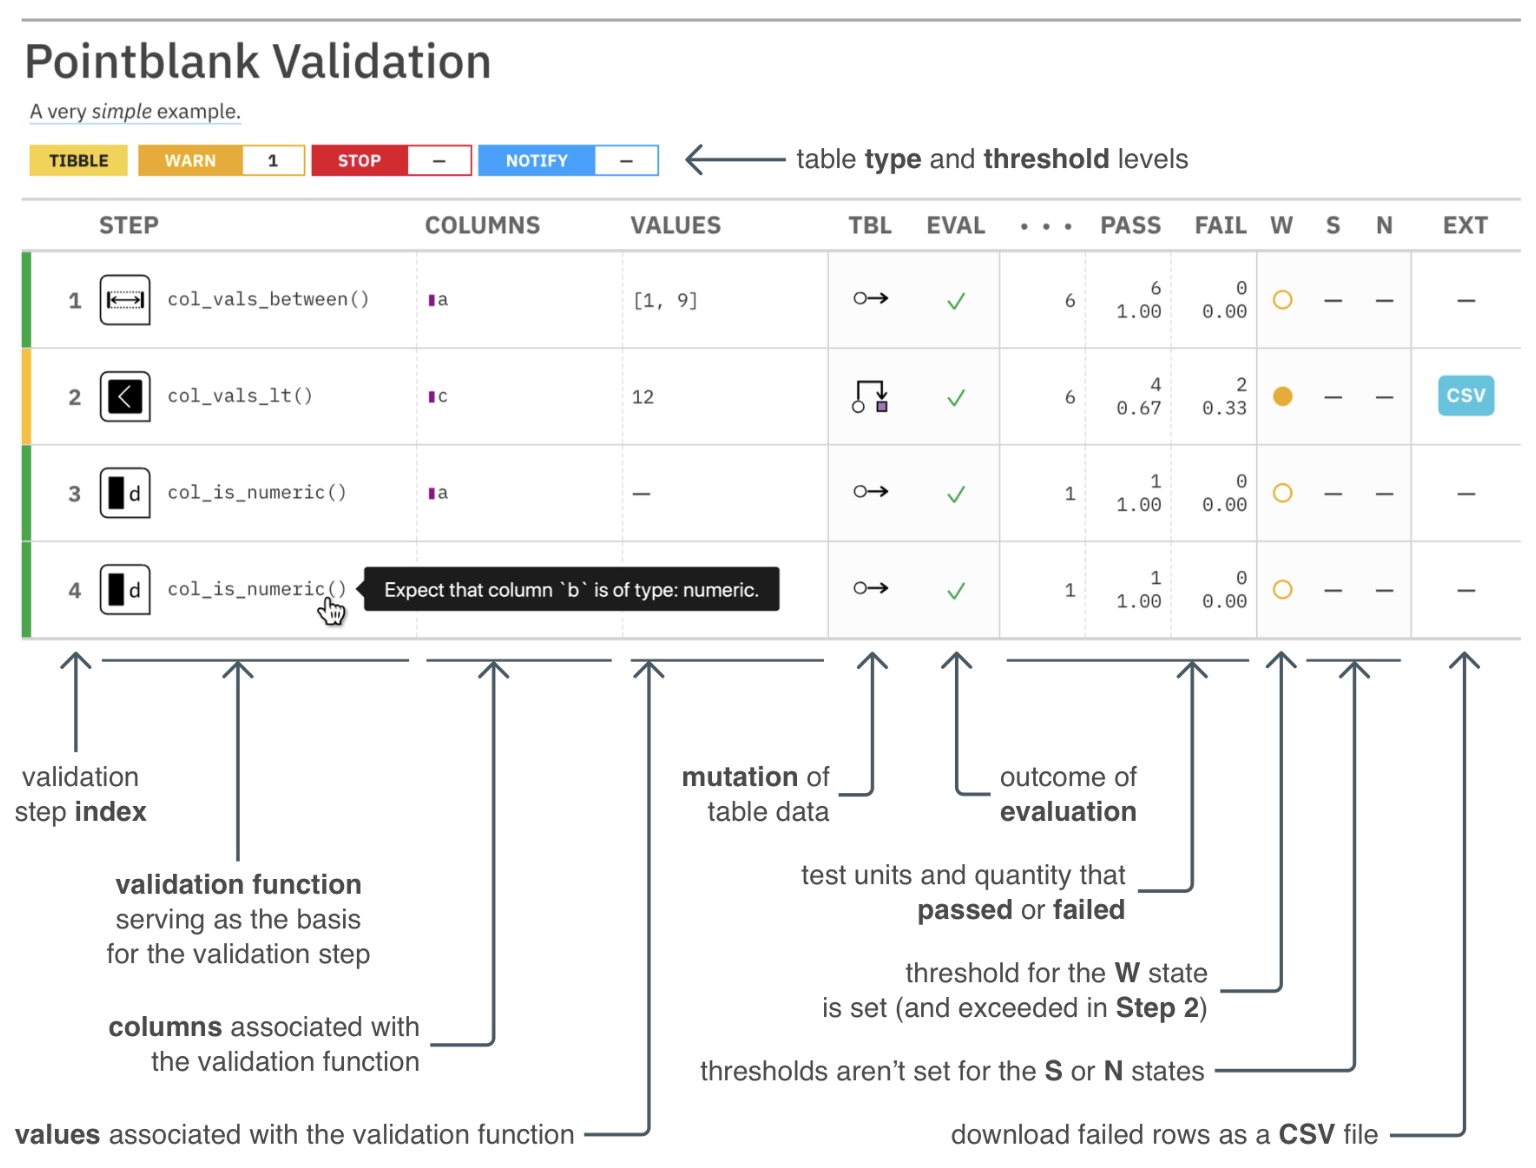 Pointblank Validation
A very simple example.
TIBBLE WARN 1 STOP — NOTIFY — table type and threshold levels
STEP COLUMNS VALUES TBL EVAL • • • PASS FAIL W S N EXT
1 col_vals_between() a [1, 9] 6 6 0 — — —
1.00 0.00
2 col_vals_lt() c 12 6 4 2 — — CSV
0.67 0.33
3 d col_is_numeric() a — 1 1 0 — — —
1.00 0.00
4 d col_is_numeric() Expect that column `b` is of type: numeric. 1 1 0 — — —
1.00 0.00
validation
step index
mutation of
table data
outcome of
evaluation
validation function
serving as the basis
for the validation step
test units and quantity that
passed or failed
columns associated with
the validation function
threshold for the W state
is set (and exceeded in Step 2)
thresholds aren’t set for the S or N states
values associated with the validation function
download failed rows as a CSV file